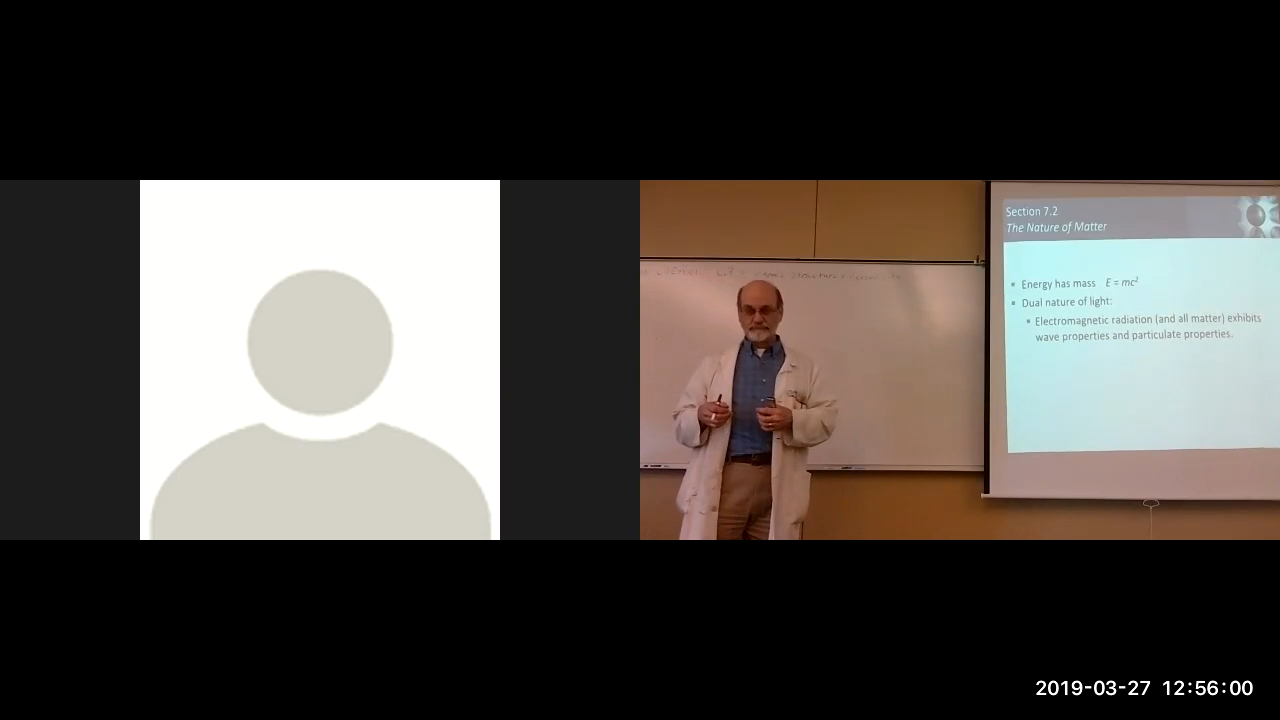 Section 7.2
The Nature of Matter
▪ Energy has mass E = mc²
▪ Dual nature of light:
▪ Electromagnetic radiation (and all matter) exhibits
wave properties and particulate properties.
2019-03-27 12:56:00